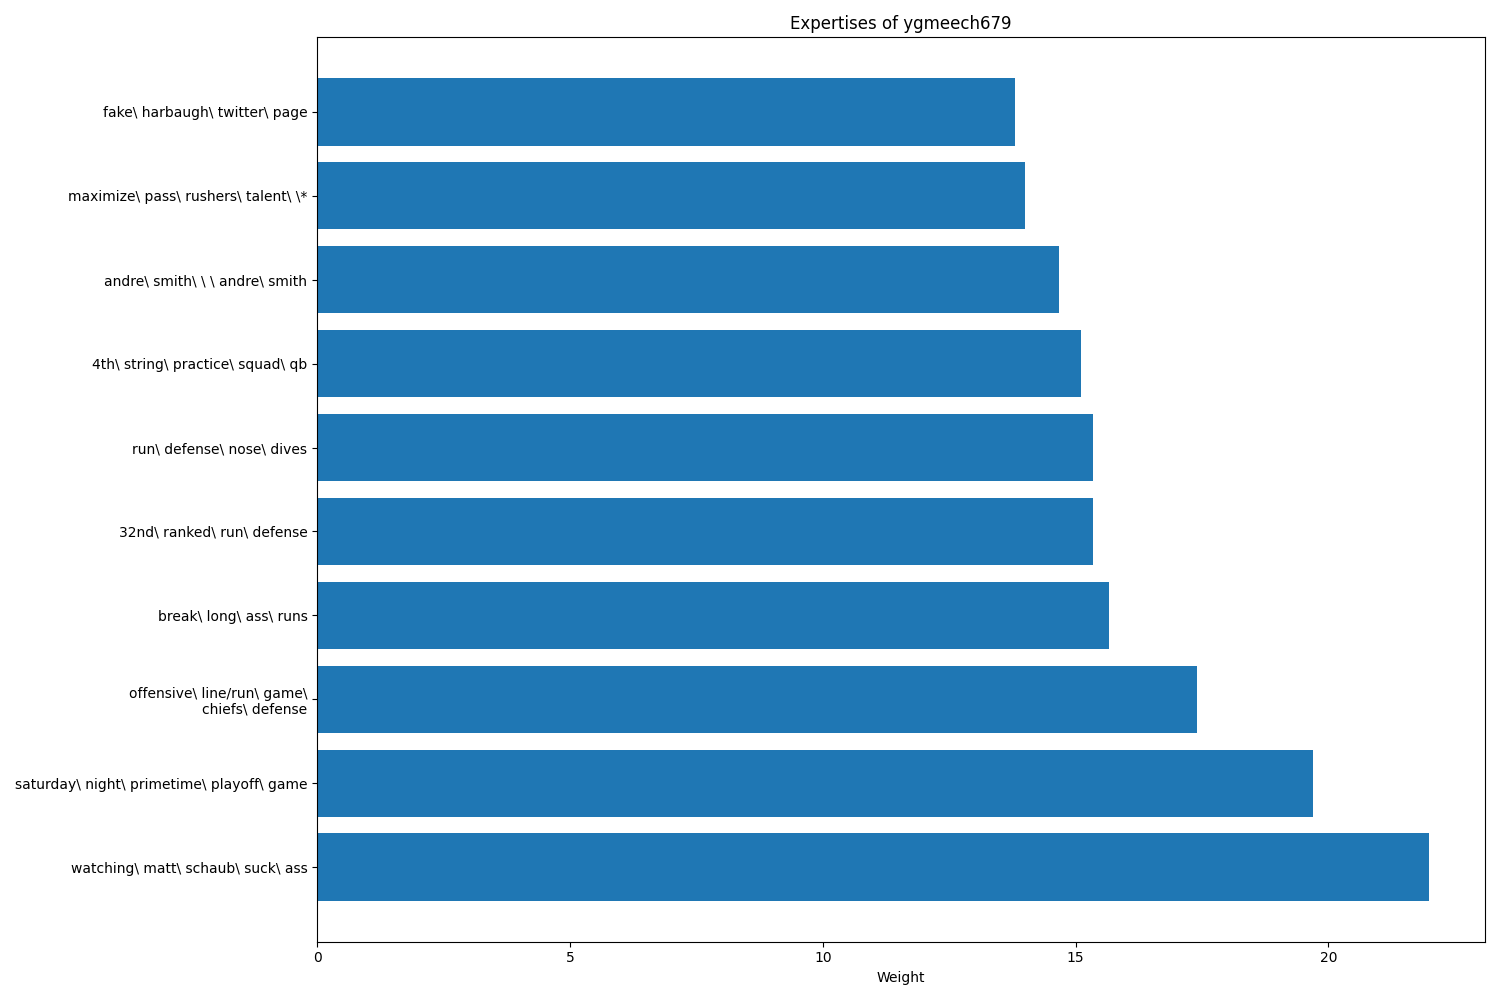 Expertises of ygmeech679
fake\ harbaugh\ twitter\ page
maximize\ pass\ rushers\ talent\ \*
andre\ smith\ \ \ andre\ smith
4th\ string\ practice\ squad\ qb
run\ defense\ nose\ dives
32nd\ ranked\ run\ defense
break\ long\ ass\ runs
offensive\ line/run\ game\
chiefs\ defense
saturday\ night\ primetime\ playoff\ game
watching\ matt\ schaub\ suck\ ass
0 5 10 15 20
Weight